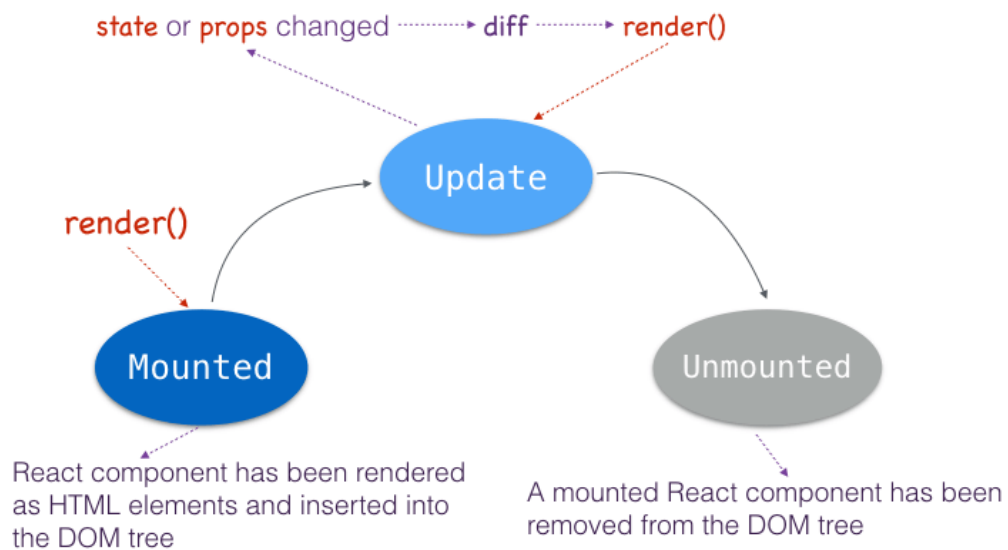 state or props changed diff render()
Update
render()
Mounted
Unmounted
React component has been rendered
as HTML elements and inserted into
the DOM tree
A mounted React component has been
removed from the DOM tree